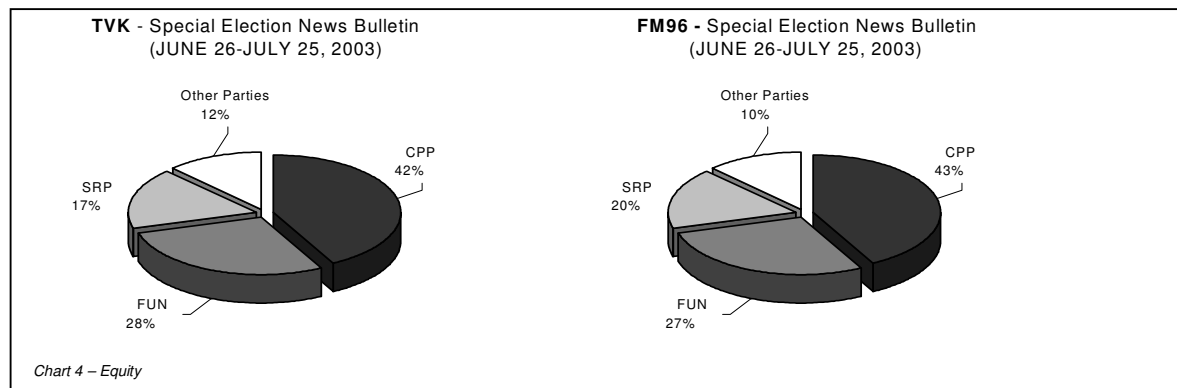 TVK - Special Election News Bulletin
(JUNE 26-JULY 25, 2003)
Other Parties
12%
CPP
42%
SRP
17%
FUN
28%
FM96 - Special Election News Bulletin
(JUNE 26-JULY 25, 2003)
Other Parties
10%
CPP
43%
SRP
20%
FUN
27%
Chart 4 – Equity